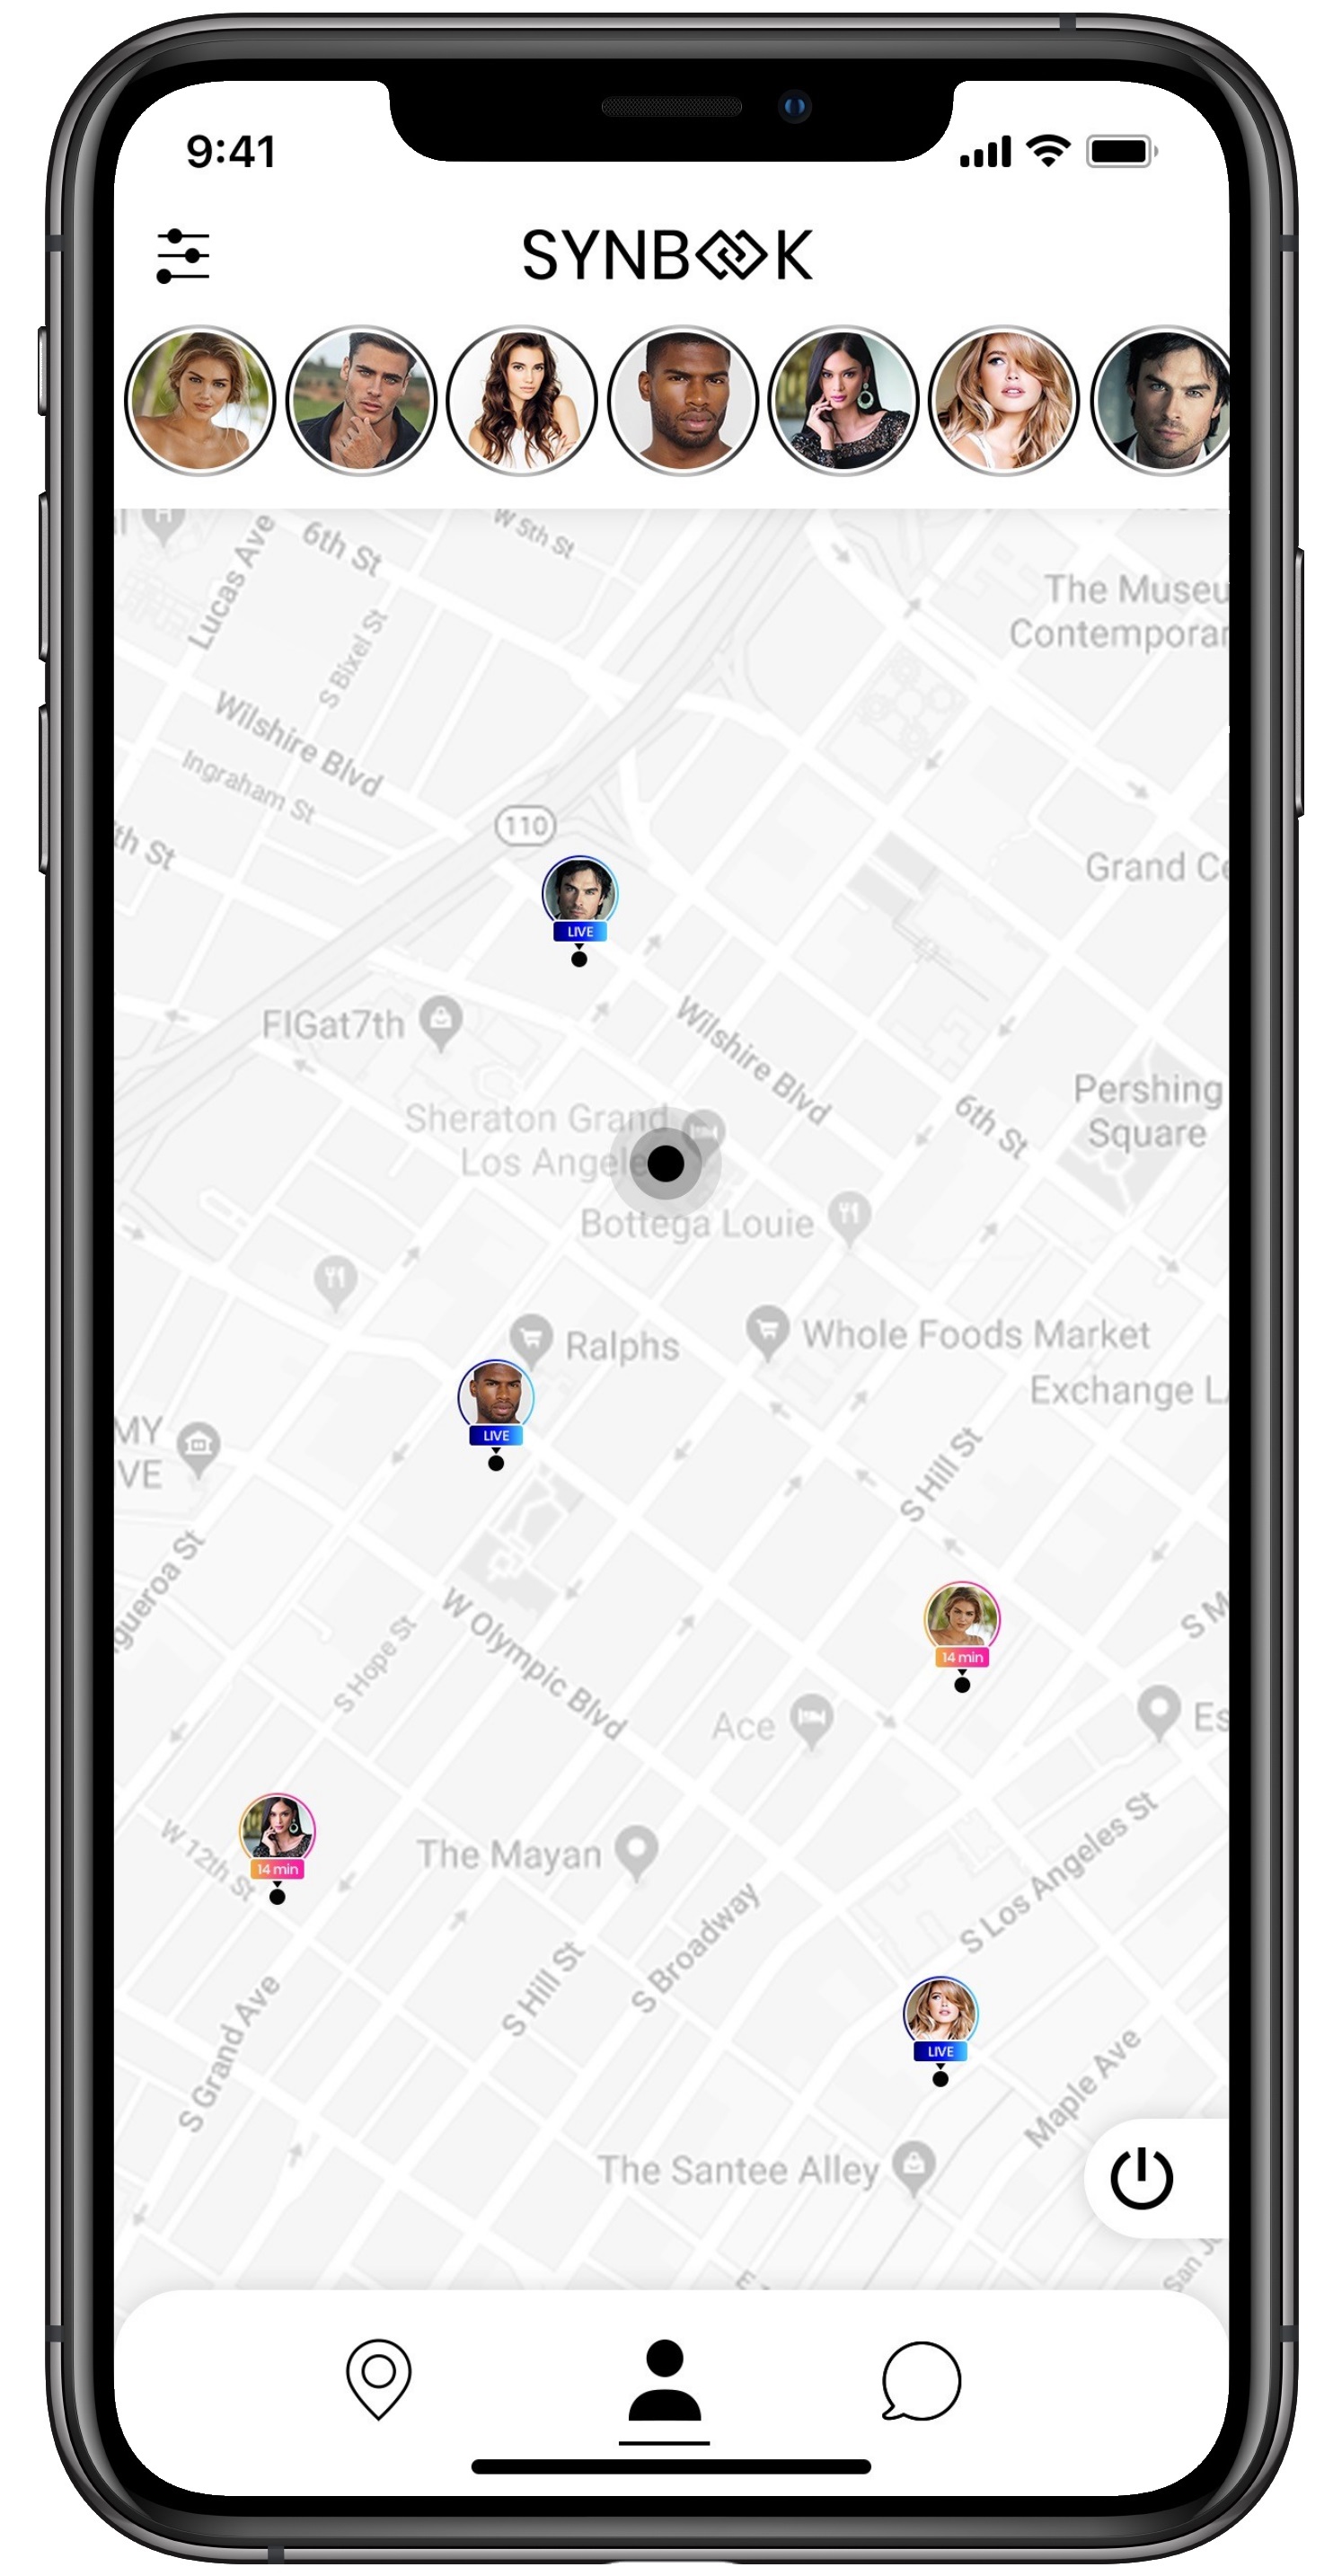 9:41
SYNBOOK
W 5th St
6th St
Lucas Ave
The Museu
Contemporar
S Bixel St
Wilshire Blvd
Ingraham St
th St
110
Grand Ce
LIVE
FIGat7th
Wilshire Blvd
Pershing
Square
6th St
Sheraton Grand
Los Angele
Bottega Louie
Ralphs
Whole Foods Market
Exchange L
MY
VE
LIVE
S Hill St
gueroa St
W Olympic Blvd
S Hope St
14 min
S M
Ace
Es
14 min
W 12th St
The Mayan
S Los Angeles St
S Broadway
S Hill St
S Grand Ave
LIVE
Maple Ave
The Santee Alley
San J